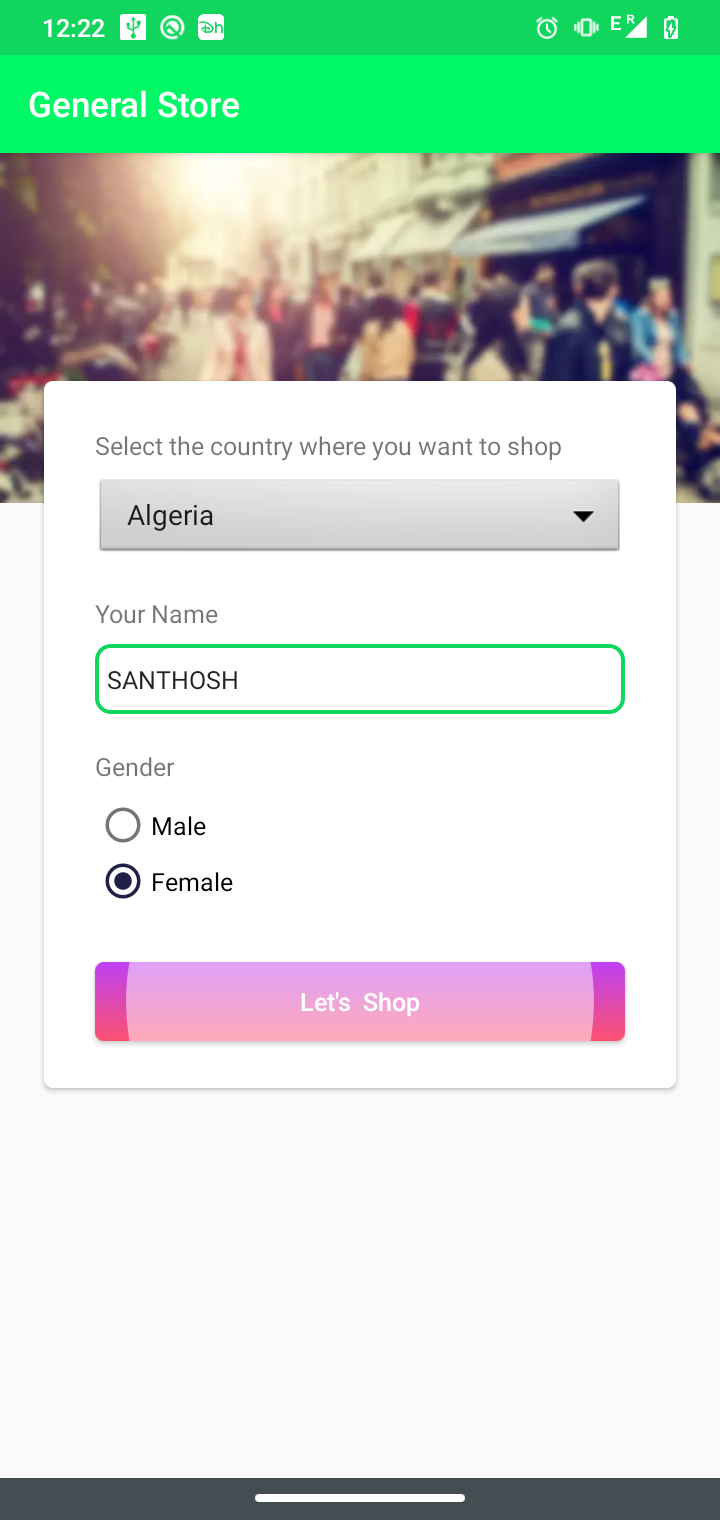 12:22
Dh
E R
General Store
Select the country where you want to shop
Algeria
Your Name
SANTHOSH
Gender
Male
Female
Let's Shop